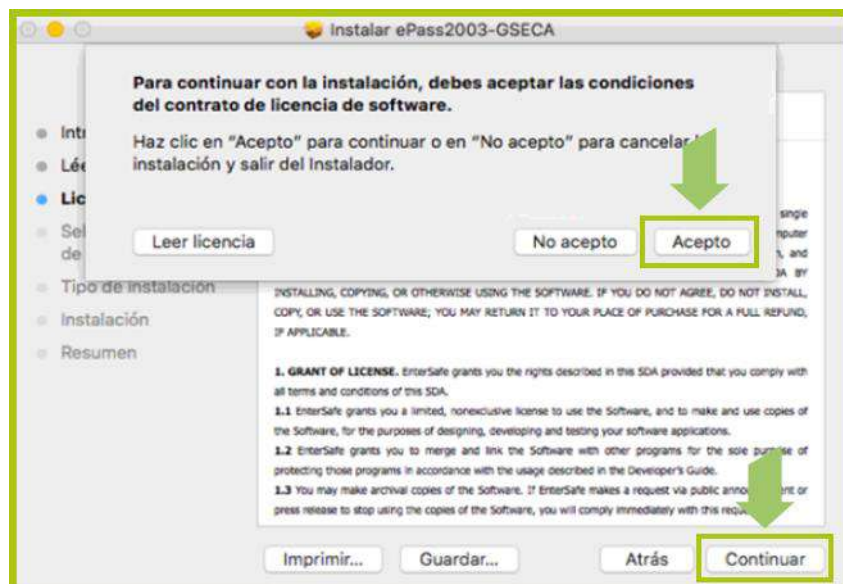 Instalar ePass2003-GSECA
Para continuar con la instalación, debes aceptar las condiciones
del contrato de licencia de software.
Haz clic en "Acepto" para continuar o en "No acepto" para cancelar
instalación y salir del Instalador.
Leer licencia
No acepto
Acepto
Lic
de
Tipo de instalación
Instalación
Resumen
single
and
BY
INSTALLING, COPYING, OR OTHERWISE USING THE SOFTWARE. IF YOU DO NOT AGREE, DO NOT INSTALL,
COPY, OR USE THE SOFTWARE; YOU MAY RETURN IT TO YOUR PLACE OF PURCHASE FOR A FULL REFUND,
IF APPLICABLE.
1. GRANT OF LICENSE. EnterSafe grants you the rights described in this SDA provided that you comply with
all terms and conditions of this SDA.
1.1 EnterSafe grants you a limited, nonexclusive license to use the Software, and to make and use copies of
the Software, for the purposes of designing, developing and testing your software applications.
1.2 EnterSafe grants you to merge and link the Software with other programs for the sole purpose of
protecting those programs in accordance with the usage described in the Developer's Guide.
1.3 You may make archival copies of the Software. If EnterSafe makes a request via public or
press release to stop using the copies of the Software, you will comply immediately with this
Imprimir...
Guardar...
Atrás
Continuar